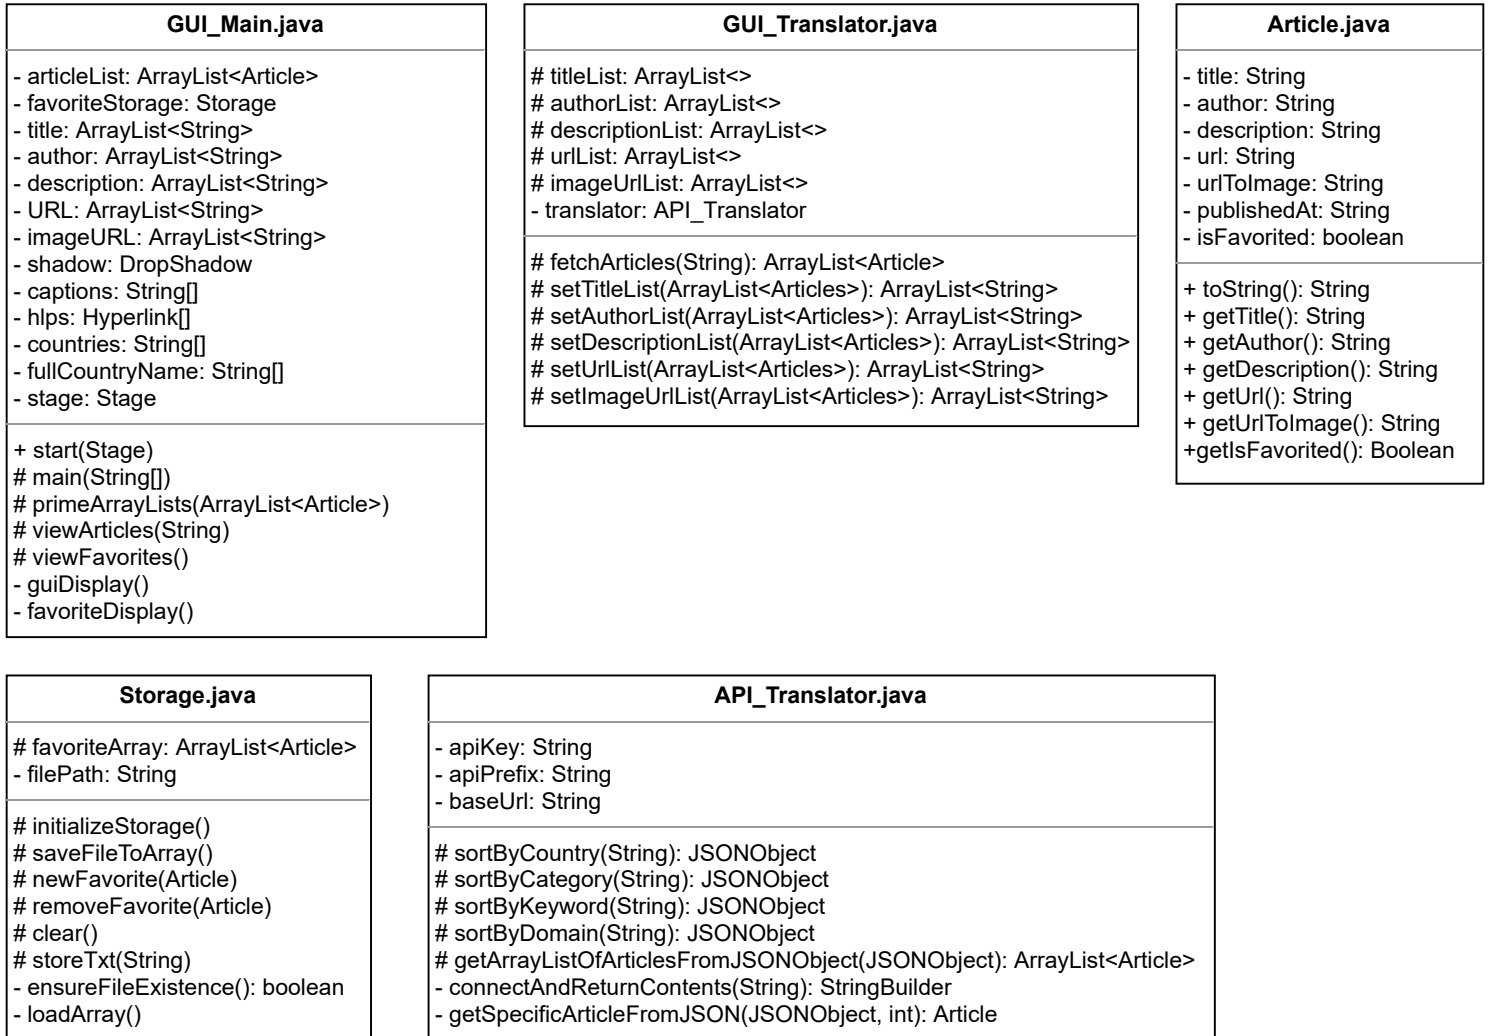 GUI_Main.java
- articleList: ArrayList<Article>
- favoriteStorage: Storage
- title: ArrayList<String>
- author: ArrayList<String>
- description: ArrayList<String>
- URL: ArrayList<String>
- imageURL: ArrayList<String>
- shadow: DropShadow
- captions: String[]
- hlps: Hyperlink[]
- countries: String[]
- fullCountryName: String[]
- stage: Stage
+ start(Stage)
# main(String[])
# primeArrayLists(ArrayList<Article>)
# viewArticles(String)
# viewFavorites()
- guiDisplay()
- favoriteDisplay()
GUI_Translator.java
# titleList: ArrayList<>
# authorList: ArrayList<>
# descriptionList: ArrayList<>
# urlList: ArrayList<>
# imageUrlList: ArrayList<>
- translator: API_Translator
# fetchArticles(String): ArrayList<Article>
# setTitleList(ArrayList<Articles>): ArrayList<String>
# setAuthorList(ArrayList<Articles>): ArrayList<String>
# setDescriptionList(ArrayList<Articles>): ArrayList<String>
# setUrlList(ArrayList<Articles>): ArrayList<String>
# setImageUrlList(ArrayList<Articles>): ArrayList<String>
Article.java
- title: String
- author: String
- description: String
- url: String
- urlToImage: String
- publishedAt: String
- isFavorited: boolean
+ toString(): String
+ getTitle(): String
+ getAuthor(): String
+ getDescription(): String
+ getUrl(): String
+ getUrlToImage(): String
+getIsFavorited(): Boolean
Storage.java
# favoriteArray: ArrayList<Article>
- filePath: String
# initializeStorage()
# saveFileToArray()
# newFavorite(Article)
# removeFavorite(Article)
# clear()
# storeTxt(String)
- ensureFileExistence(): boolean
- loadArray()
API_Translator.java
- apiKey: String
- apiPrefix: String
- baseUrl: String
# sortByCountry(String): JSONObject
# sortByCategory(String): JSONObject
# sortByKeyword(String): JSONObject
# sortByDomain(String): JSONObject
# getArrayListOfArticlesFromJSONObject(JSONObject): ArrayList<Article>
- connectAndReturnContents(String): StringBuilder
- getSpecificArticleFromJSON(JSONObject, int): Article